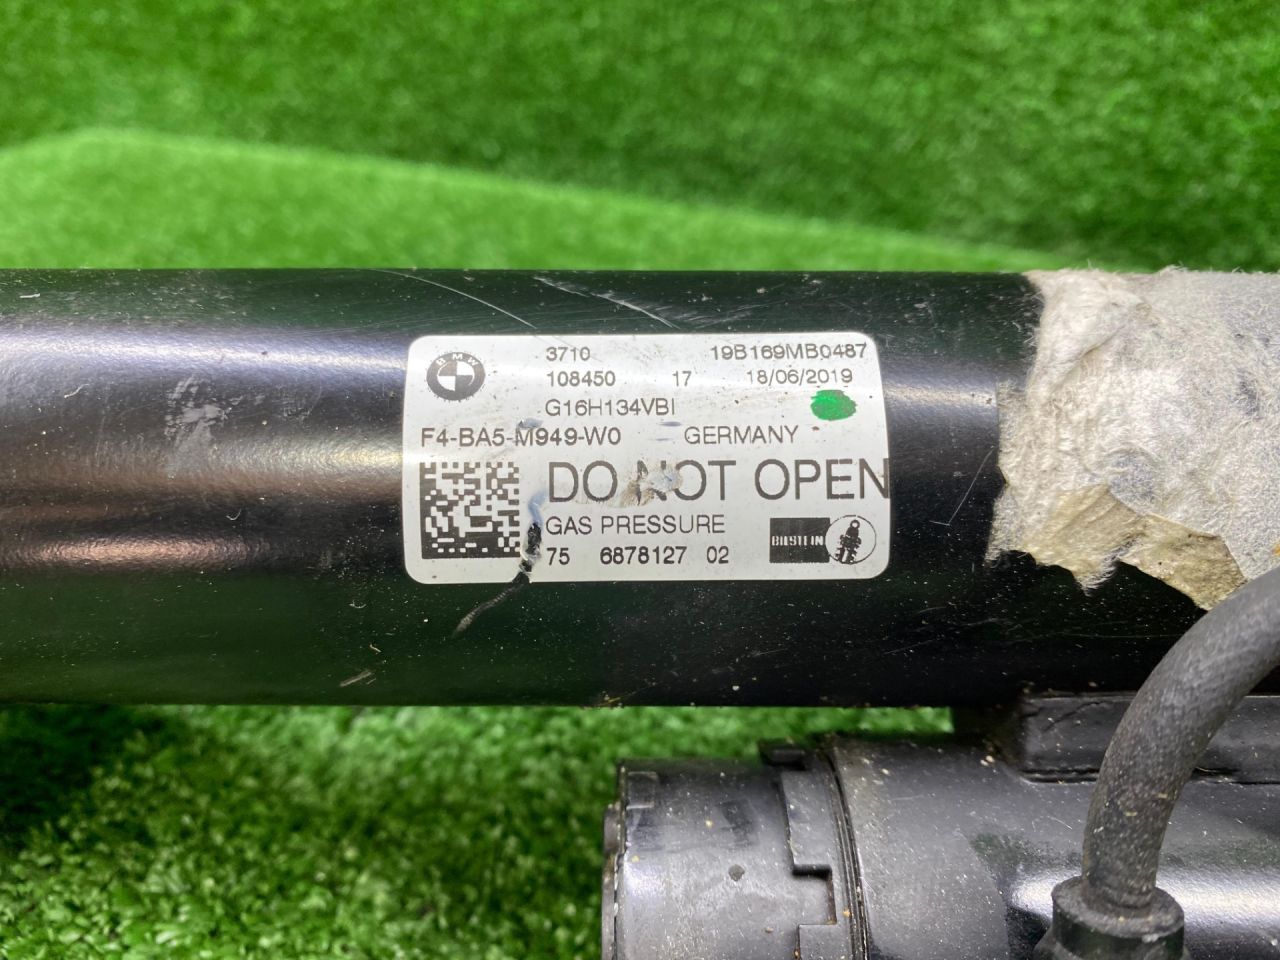 BMW
3710 19B169MB0487
108450 17 18/06/2019
G16H134VBI
F4-BA5-M949-W0 GERMANY
DO NOT OPEN
GAS PRESSURE
BILSTEIN
75 6878127 02